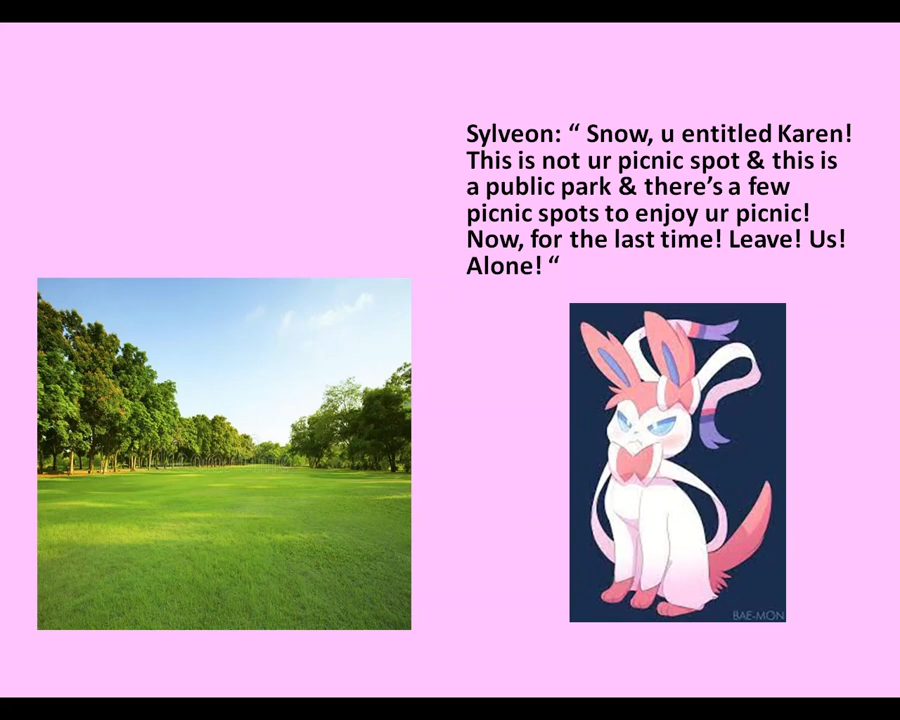 Sylveon: “ Snow, u entitled Karen!
This is not ur picnic spot & this is
a public park & there’s a few
picnic spots to enjoy ur picnic!
Now, for the last time! Leave! Us!
Alone! “
BAE-MON